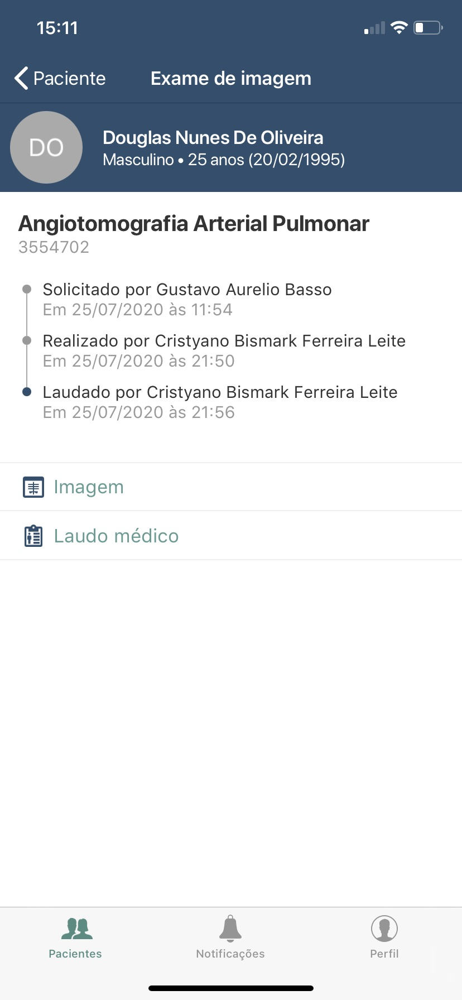 15:11
Paciente
Exame de imagem
DO
Douglas Nunes De Oliveira
Masculino • 25 anos (20/02/1995)
Angiotomografia Arterial Pulmonar
3554702
Solicitado por Gustavo Aurelio Basso
Em 25/07/2020 às 11:54
Realizado por Cristyano Bismark Ferreira Leite
Em 25/07/2020 às 21:50
Laudado por Cristyano Bismark Ferreira Leite
Em 25/07/2020 às 21:56
Imagem
Laudo médico
Pacientes
Notificações
Perfil